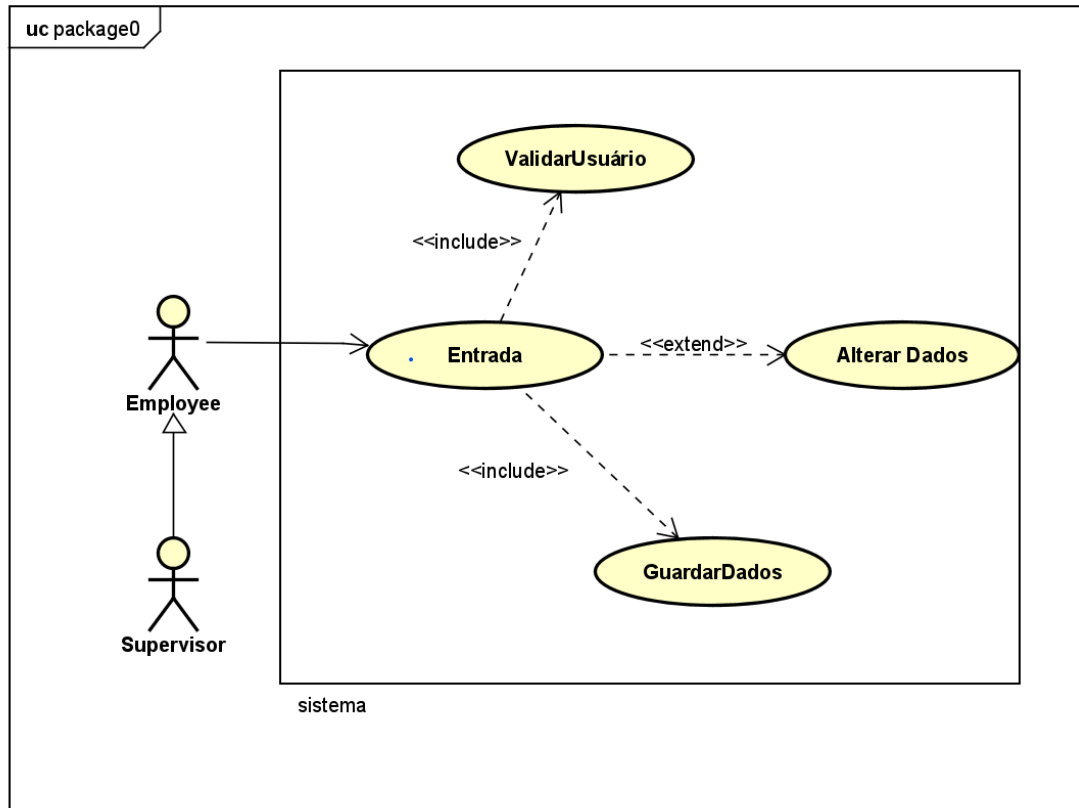 uc package0
ValidarUsuário
<<include>>
Entrada
<<extend>>
Alterar Dados
Employee
<<include>>
GuardarDados
Supervisor
sistema